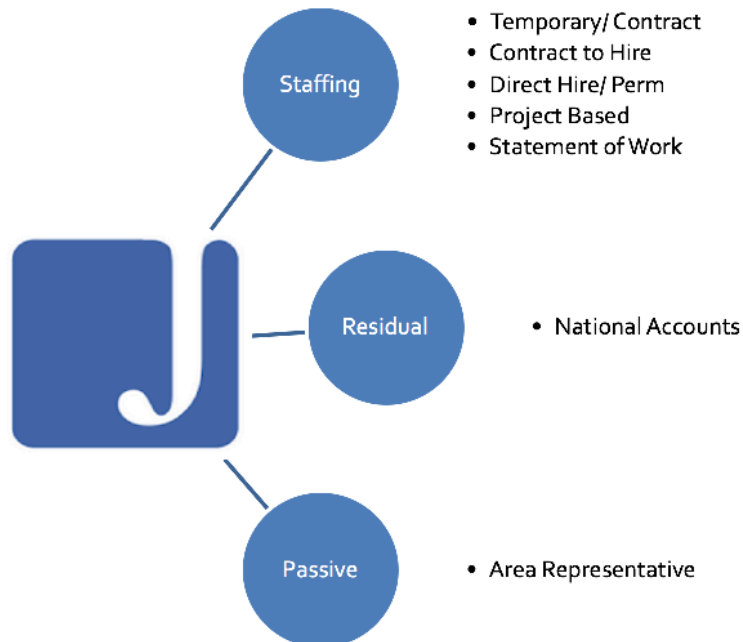 Staffing
• Temporary/ Contract
• Contract to Hire
• Direct Hire/ Perm
• Project Based
• Statement of Work
J
Residual
• National Accounts
Passive
• Area Representative